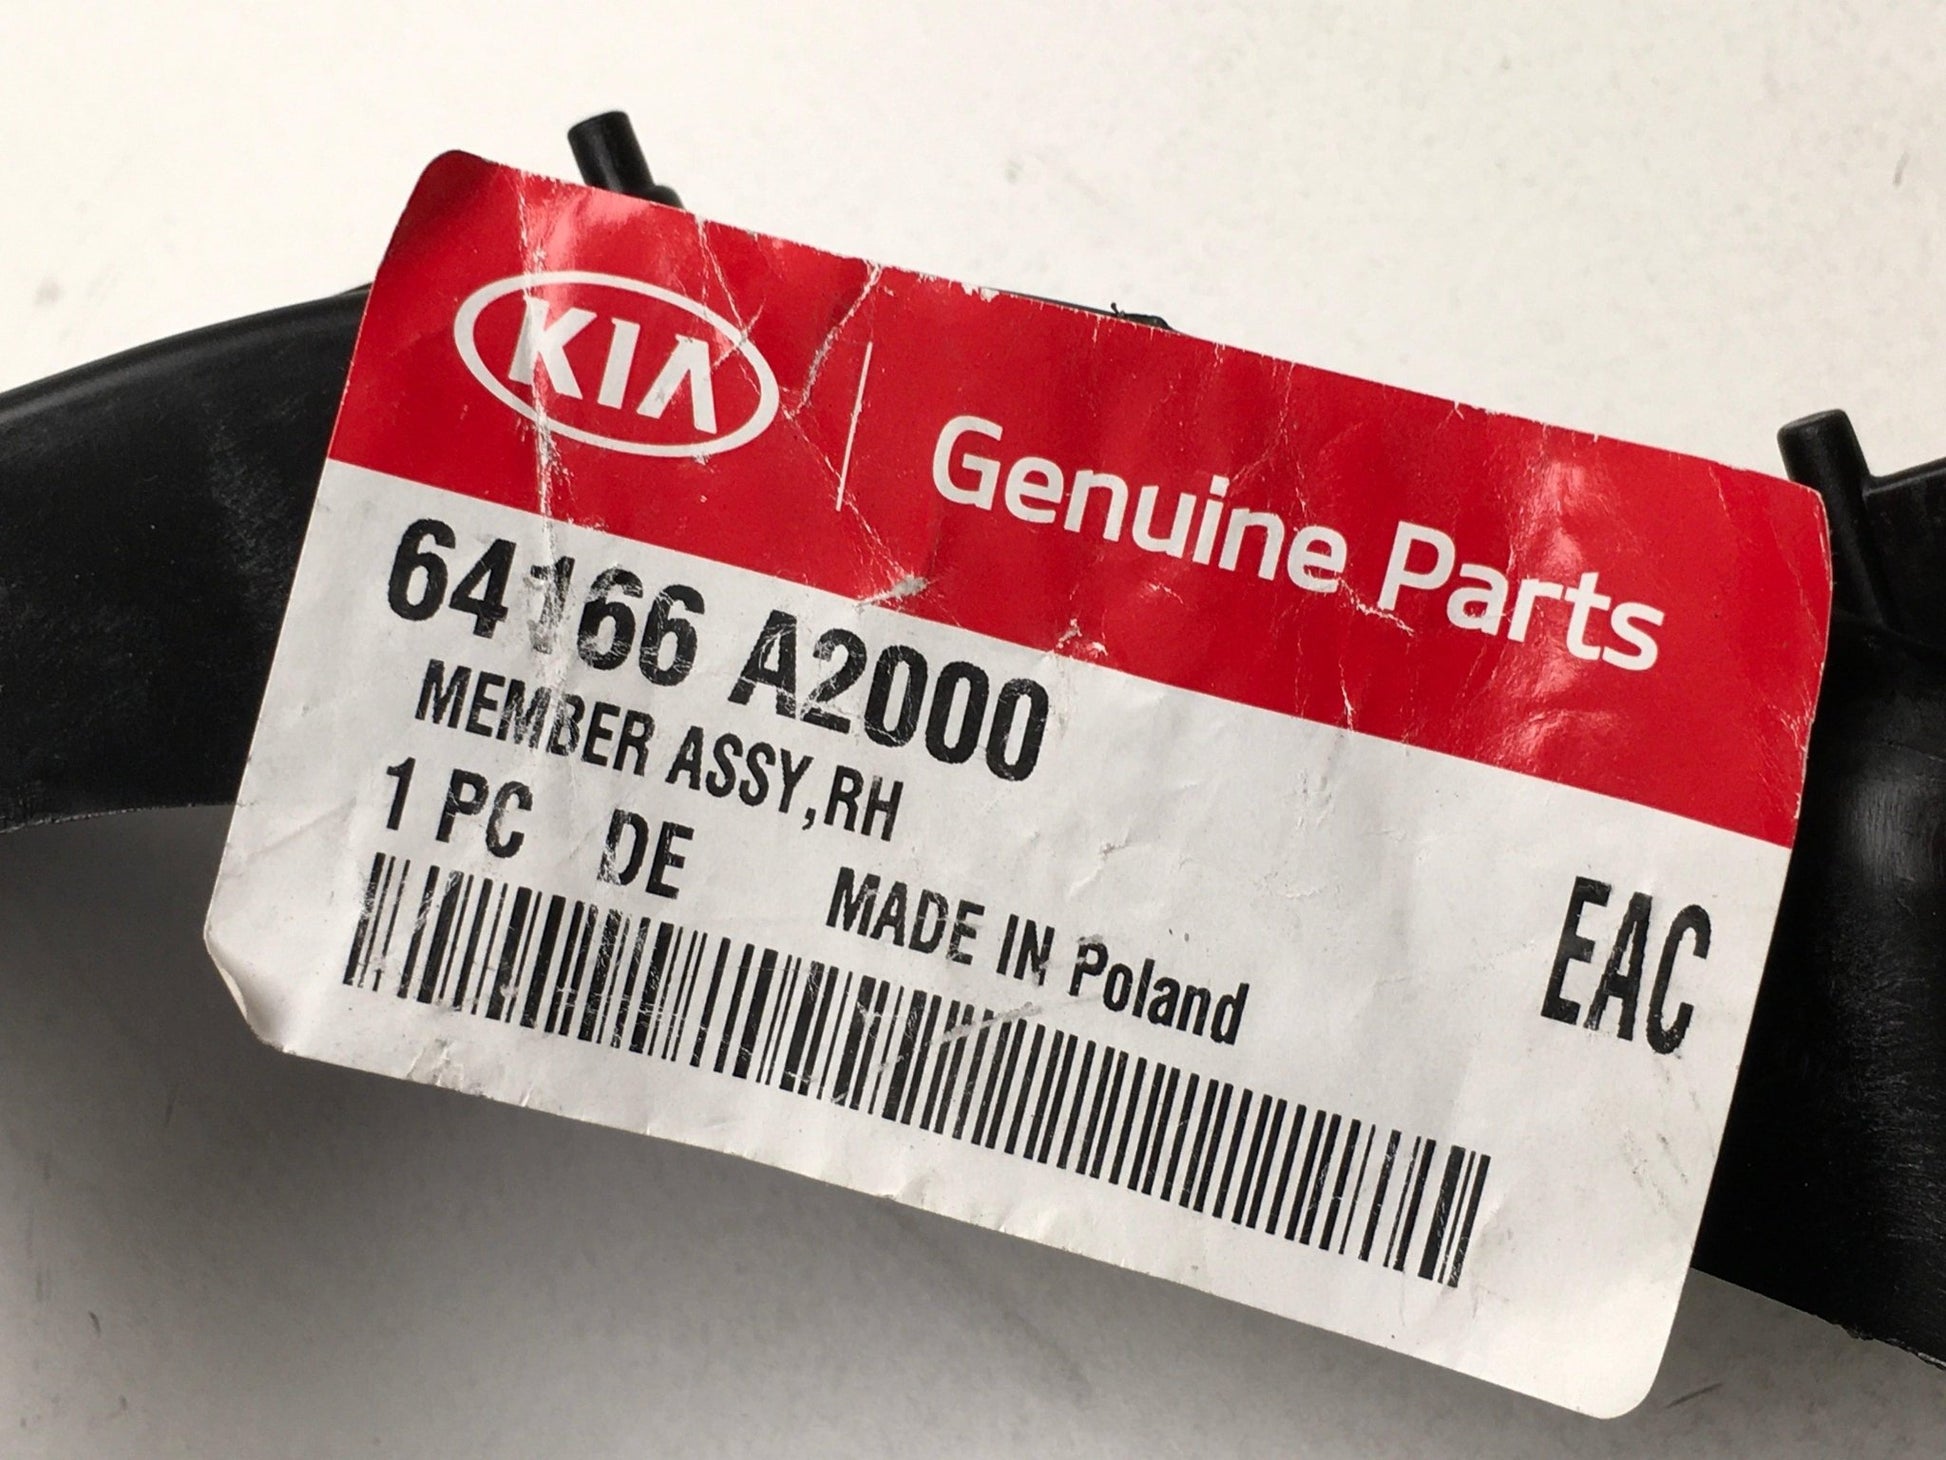 KIA Genuine Parts
64166 A2000
MEMBER ASSY,RH
1 PC DE MADE IN Poland
EAC